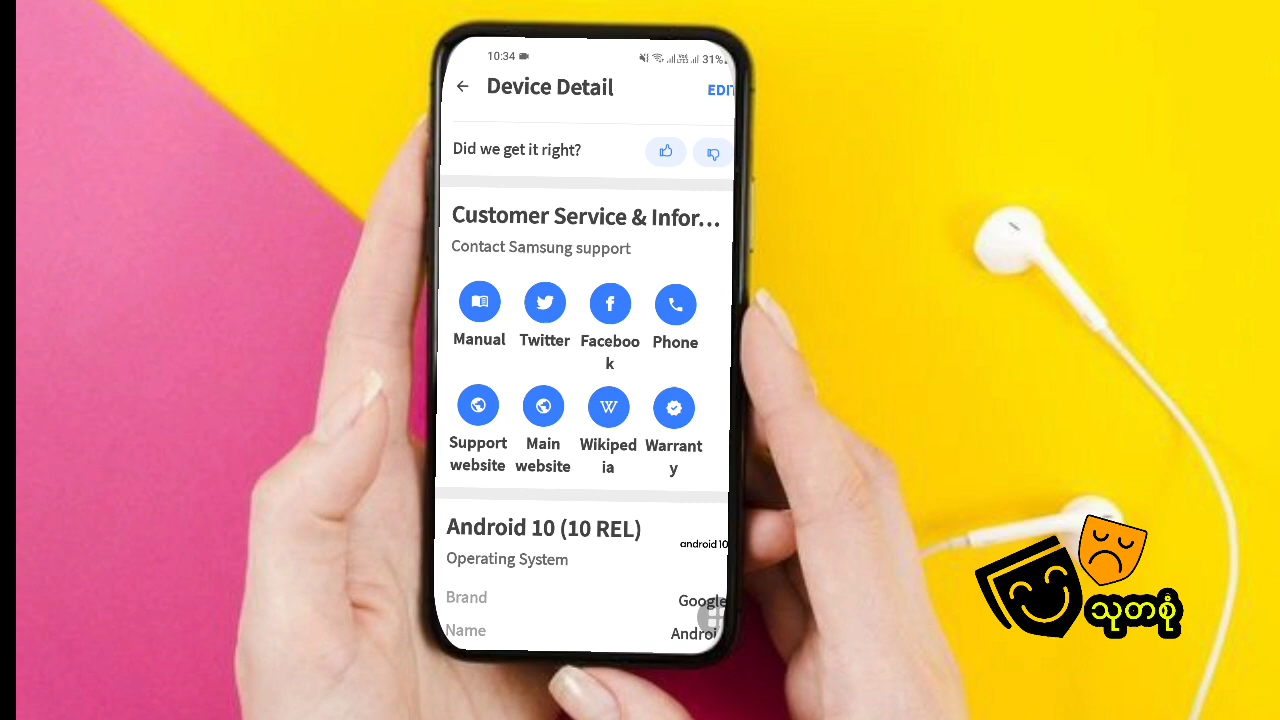 10:34
31%
Device Detail
EDIT
Did we get it right?
Customer Service & Infor...
Contact Samsung support
Manual
Twitter
Faceboo
k
Phone
Support
website
Main
website
Wikiped
ia
Warrant
y
Android 10 (10 REL)
android 10
Operating System
Brand
Google
Name
Androi
သုတစုံ